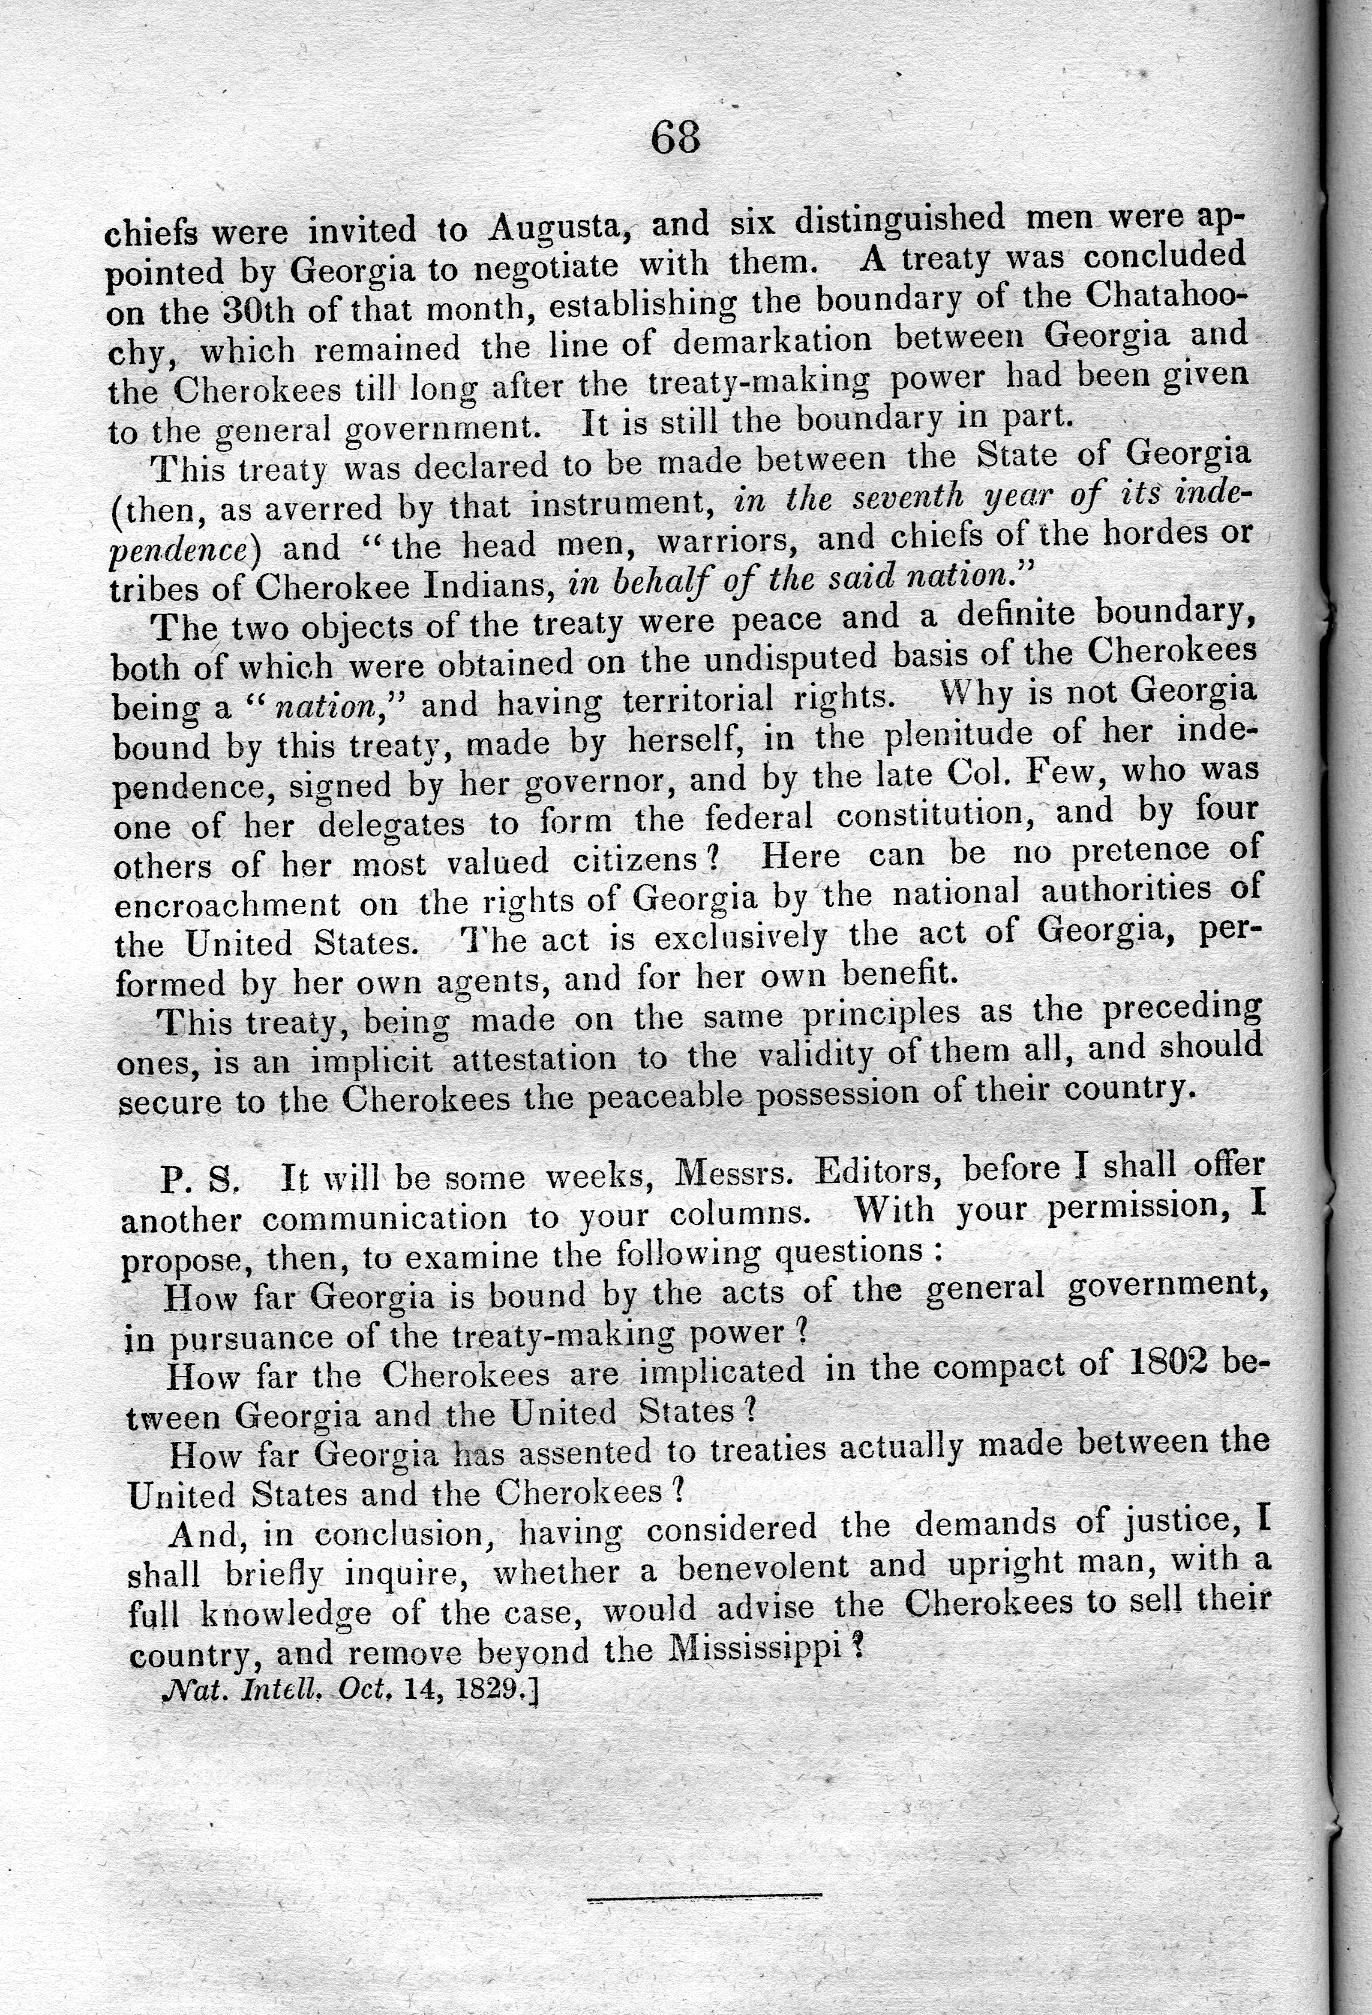 68
chiefs were invited to Augusta, and six distinguished men were ap-
pointed by Georgia to negotiate with them. A treaty was concluded
on the 30th of that month, establishing the boundary of the Chatahoo-
chy, which remained the line of demarkation between Georgia and
the Cherokees till long after the treaty-making power had been given
to the general government. It is still the boundary in part.
This treaty was declared to be made between the State of Georgia
(then, as averred by that instrument, in the seventh year of its inde-
pendence) and “the head men, warriors, and chiefs of the hordes or
tribes of Cherokee Indians, in behalf of the said nation.”
The two objects of the treaty were peace and a definite boundary,
both of which were obtained on the undisputed basis of the Cherokees
being a “nation,” and having territorial rights. Why is not Georgia
bound by this treaty, made by herself, in the plenitude of her inde-
pendence, signed by her governor, and by the late Col. Few, who was
one of her delegates to form the federal constitution, and by four
others of her most valued citizens? Here can be no pretence of
encroachment on the rights of Georgia by the national authorities of
the United States. The act is exclusively the act of Georgia, per-
formed by her own agents, and for her own benefit.
This treaty, being made on the same principles as the preceding
ones, is an implicit attestation to the validity of them all, and should
secure to the Cherokees the peaceable possession of their country.
P. S. It will be some weeks, Messrs. Editors, before I shall offer
another communication to your columns. With your permission, I
propose, then, to examine the following questions:
How far Georgia is bound by the acts of the general government,
in pursuance of the treaty-making power?
How far the Cherokees are implicated in the compact of 1802 be-
tween Georgia and the United States?
How far Georgia has assented to treaties actually made between the
United States and the Cherokees?
And, in conclusion, having considered the demands of justice, I
shall briefly inquire, whether a benevolent and upright man, with a
full knowledge of the case, would advise the Cherokees to sell their
country, and remove beyond the Mississippi?
Nat. Intell. Oct. 14, 1829.]